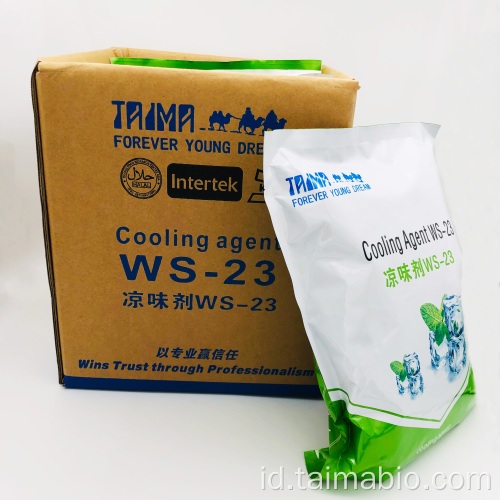 TAIMA
FOREVER YOUNG DREAM
حلال
HALAL
Intertek
Cooling agent
WS-23
凉味剂WS-23
以专业赢信任
Wins Trust through Professionalism
TAIMA
FOREVER YOUNG DREAM
Cooling Agent WS-23
凉味剂WS-23
id.taimabio.com